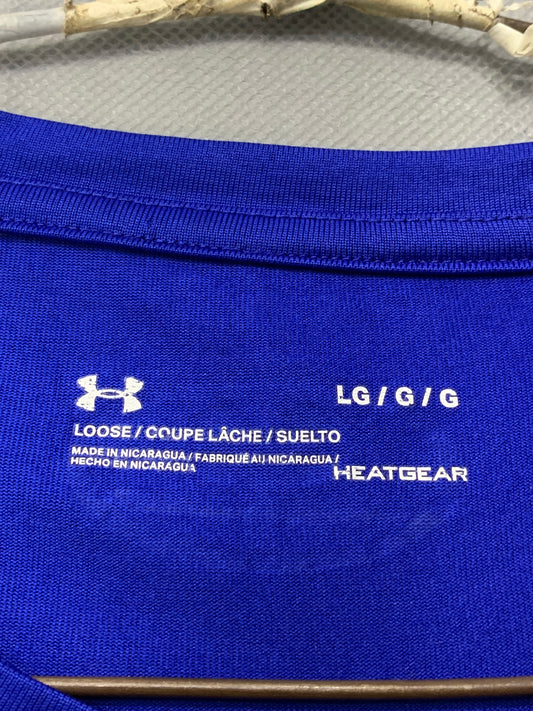 LG / G / G
LOOSE / COUPE LÂCHE / SUELTO
MADE IN NICARAGUA / FABRIQUÉ AU NICARAGUA /
HECHO EN NICARAGUA
HEATGEAR